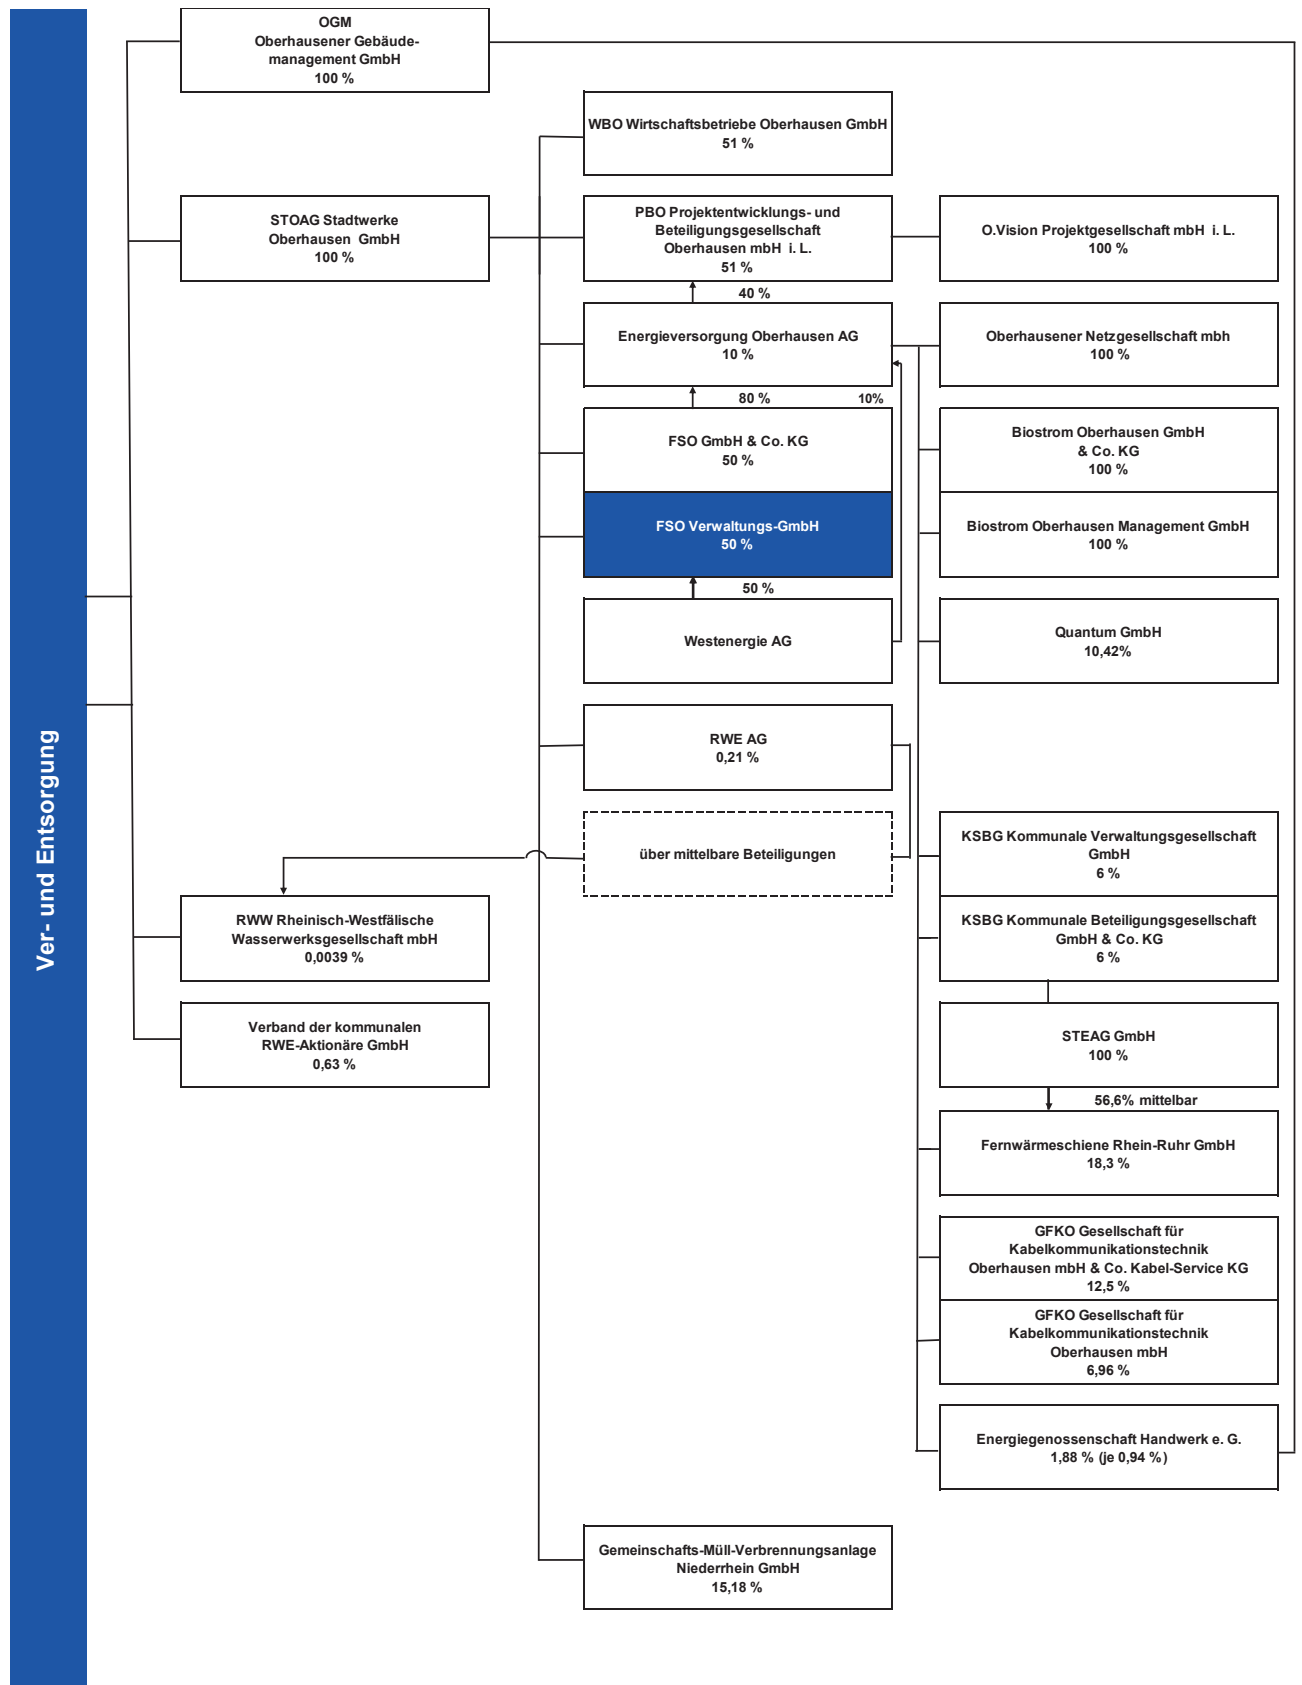 Ver- und Entsorgung
OGM
Oberhausener Gebäude-
management GmbH
100 %
STOAG Stadtwerke
Oberhausen GmbH
100 %
RWW Rheinisch-Westfälische
Wasserwerksgesellschaft mbH
0,0039 %
Verband der kommunalen
RWE-Aktionäre GmbH
0,63 %
WBO Wirtschaftsbetriebe Oberhausen GmbH
51 %
PBO Projektentwicklungs- und
Beteiligungsgesellschaft
Oberhausen mbH i. L.
51 %
40 %
Energieversorgung Oberhausen AG
10 %
80 %
10%
FSO GmbH & Co. KG
50 %
FSO Verwaltungs-GmbH
50 %
50 %
Westenergie AG
RWE AG
0,21 %
über mittelbare Beteiligungen
Gemeinschafts-Müll-Verbrennungsanlage
Niederrhein GmbH
15,18 %
O.Vision Projektgesellschaft mbH i. L.
100 %
Oberhausener Netzgesellschaft mbh
100 %
Biostrom Oberhausen GmbH
& Co. KG
100 %
Biostrom Oberhausen Management GmbH
100 %
Quantum GmbH
10,42%
KSBG Kommunale Verwaltungsgesellschaft
GmbH
6 %
KSBG Kommunale Beteiligungsgesellschaft
GmbH & Co. KG
6 %
STEAG GmbH
100 %
56,6% mittelbar
Fernwärmeschiene Rhein-Ruhr GmbH
18,3 %
GFKO Gesellschaft für
Kabelkommunikationstechnik
Oberhausen mbH & Co. Kabel-Service KG
12,5 %
GFKO Gesellschaft für
Kabelkommunikationstechnik
Oberhausen mbH
6,96 %
Energiegenossenschaft Handwerk e. G.
1,88 % (je 0,94 %)